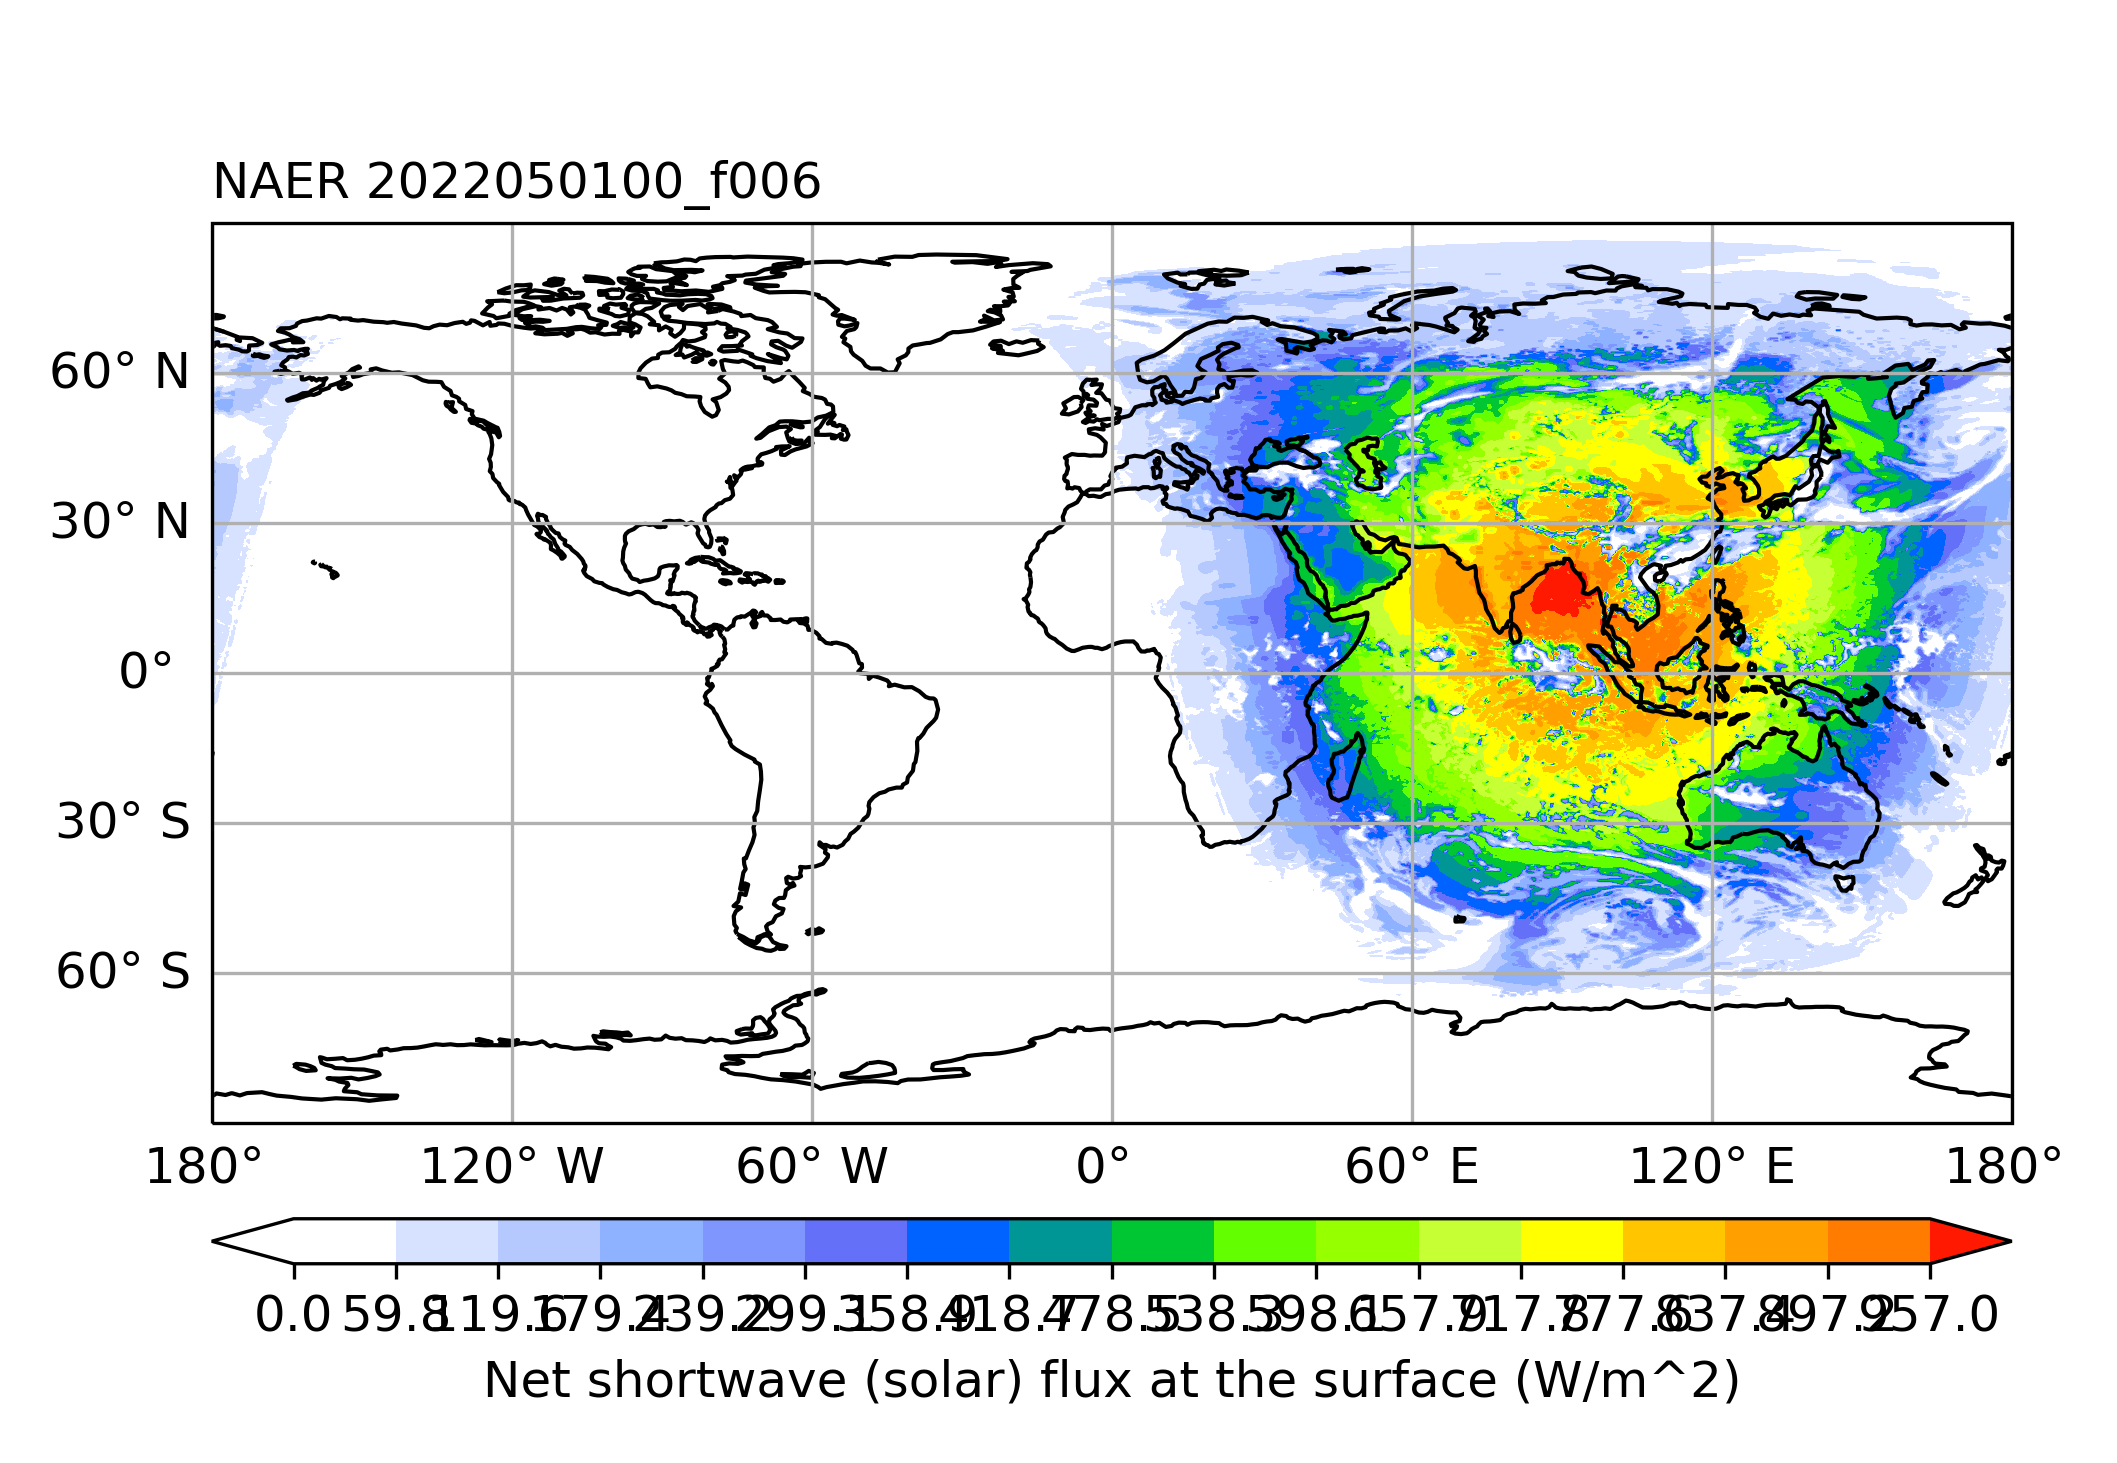 NAER 2022050100_f006
60° N
30° N
0°
30° S
60° S
180° 120° W 60° W 0° 60° E 120° E 180°
0.0 59.8 119.6 179.4 239.2 299.1 358.9 418.7 478.5 538.3 598.1 657.9 717.8 777.6 837.4 897.2 957.0
Net shortwave (solar) flux at the surface (W/m^2)